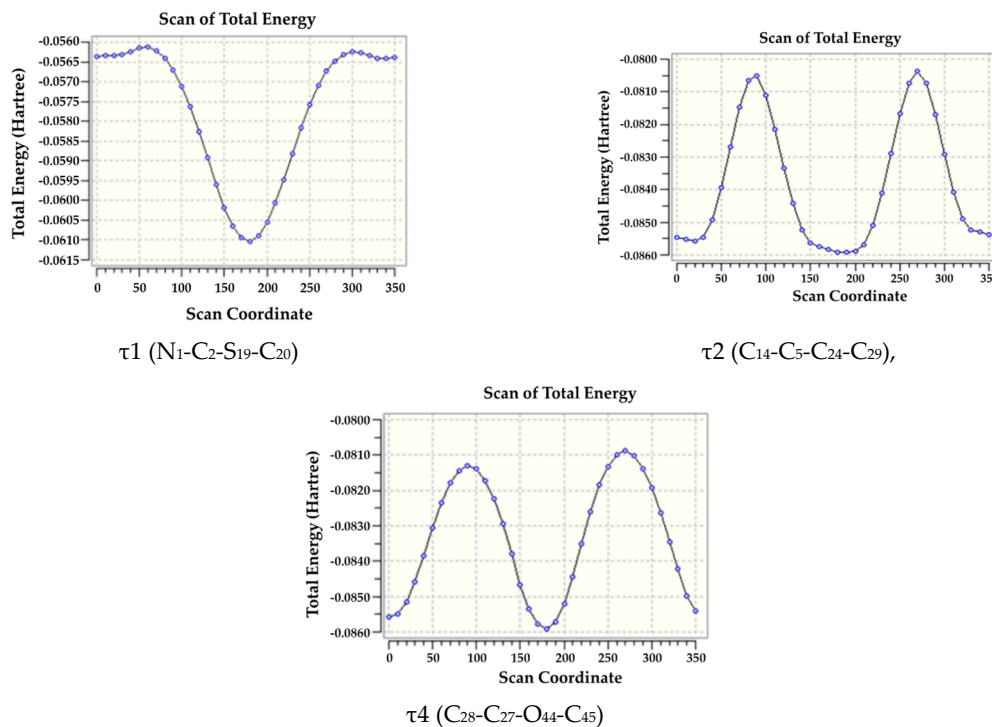 Scan of Total Energy
Total Energy (Hartree)
-0.0560
-0.0565
-0.0570
-0.0575
-0.0580
-0.0585
-0.0590
-0.0595
-0.0600
-0.0605
-0.0610
-0.0615
0 50 100 150 200 250 300 350
Scan Coordinate
τ1 (N1-C2-S19-C20)
Scan of Total Energy
Total Energy (Hartree)
-0.0800
-0.0810
-0.0820
-0.0830
-0.0840
-0.0850
-0.0860
0 50 100 150 200 250 300 350
Scan Coordinate
τ2 (C14-C5-C24-C29),
Scan of Total Energy
Total Energy (Hartree)
-0.0800
-0.0810
-0.0820
-0.0830
-0.0840
-0.0850
-0.0860
0 50 100 150 200 250 300 350
Scan Coordinate
τ4 (C28-C27-O44-C45)